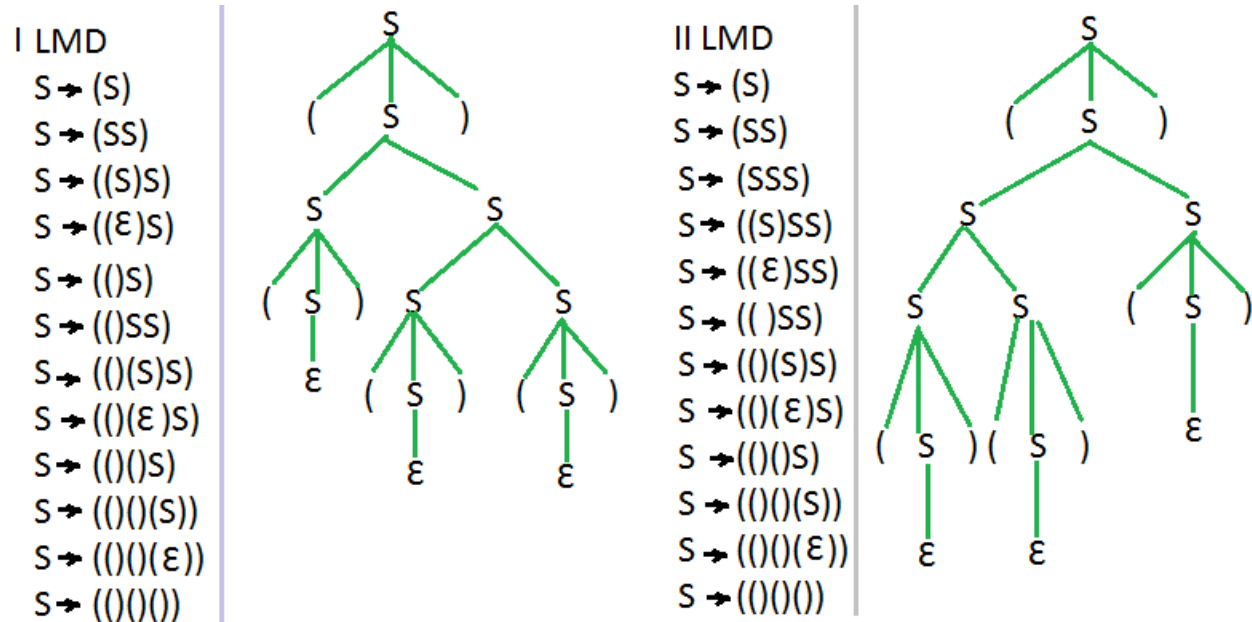 I LMD
S → (S)
S → (SS)
S → ((S)S)
S → ((ε)S)
S → (()S)
S → (()SS)
S → (()(S)S)
S → (()(ε)S)
S → (()()S)
S → (()()(S))
S → (()()(ε))
S → (()()())
S
( S )
S S
( S ) S S
ε ( S ) ( S )
ε ε
II LMD
S → (S)
S → (SS)
S → (SSS)
S → ((S)SS)
S → ((ε)SS)
S → (( )SS)
S → (()(S)S)
S → (()(ε)S)
S → (()()S)
S → (()()(S))
S → (()()(ε))
S → (()()())
S
( S )
S S
S S ( S )
( S ) ( S ) ε
ε ε